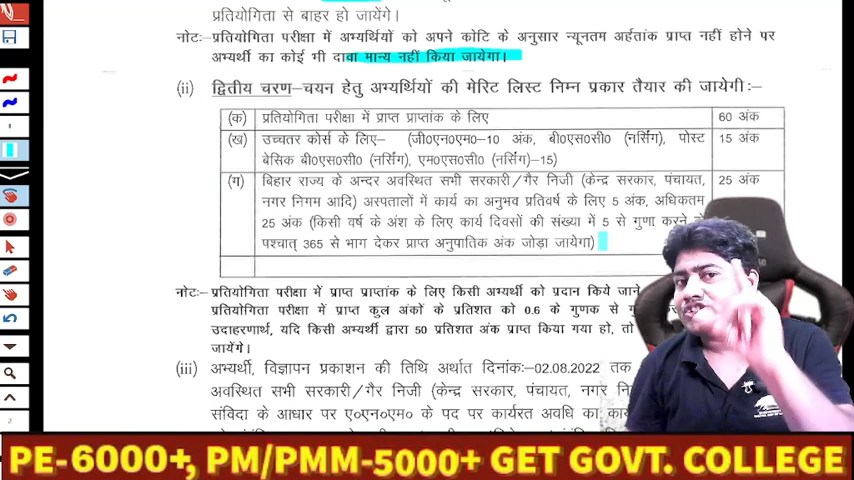 प्रतियोगिता से बाहर हो जायेंगे।
नोटः- प्रतियोगिता परीक्षा में अभ्यर्थियों को अपने कोटि के अनुसार न्यूनतम अर्हतांक प्राप्त नहीं होने पर
अभ्यर्थी का कोई भी दावा मान्य नहीं किया जायेगा।
(ii) द्वितीय चरण–चयन हेतु अभ्यर्थियों की मेरिट लिस्ट निम्न प्रकार तैयार की जायेगी:–
(क) प्रतियोगिता परीक्षा में प्राप्त प्राप्तांक के लिए 60 अंक
(ख) उच्चतर कोर्स के लिए– (जी०एन०एम०–10 अंक, बी०एस०सी० (नर्सिंग), पोस्ट 15 अंक
बेसिक बी०एस०सी० (नर्सिंग), एम०एस०सी० (नर्सिंग)–15)
(ग) बिहार राज्य के अन्दर अवस्थित सभी सरकारी/गैर निजी (केन्द्र सरकार, पंचायत, 25 अंक
नगर निगम आदि) अस्पतालों में कार्य का अनुभव प्रतिवर्ष के लिए 5 अंक, अधिकतम
25 अंक (किसी वर्ष के अंश के लिए कार्य दिवसों की संख्या में 5 से गुणा करने के
पश्चात् 365 से भाग देकर प्राप्त अनुपातिक अंक जोड़ा जायेगा)
नोटः– प्रतियोगिता परीक्षा में प्राप्त प्राप्तांक के लिए किसी अभ्यर्थी को प्रदान किये जाने
प्रतियोगिता परीक्षा में प्राप्त कुल अंकों के प्रतिशत को 0.6 के गुणक से
उदाहरणार्थ, यदि किसी अभ्यर्थी द्वारा 50 प्रतिशत अंक प्राप्त किया गया हो, तो
जायेंगे।
(iii) अभ्यर्थी, विज्ञापन प्रकाशन की तिथि अर्थात दिनांकः–02.08.2022 तक
अवस्थित सभी सरकारी/गैर निजी (केन्द्र सरकार, पंचायत, नगर
संविदा के आधार पर ए०एन०एम० के पद पर कार्यरत अवधि का
PE-6000+, PM/PMM-5000+ GET GOVT. COLLEGE